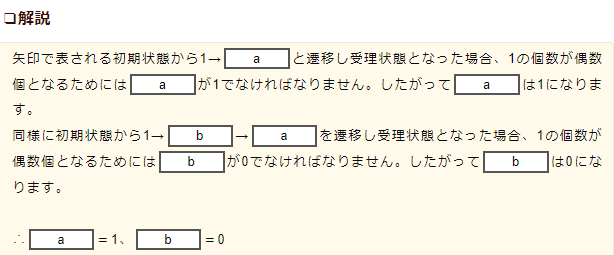 ❏解説
矢印で表される初期状態から1→ a と遷移し受理状態となった場合、1の個数が偶数
個となるためには a が1でなければなりません。したがって a は1になりま
す。
同様に初期状態から1→ b → a を遷移し受理状態となった場合、1の個数が
偶数個となるためには b が0でなければなりません。したがって b は0にな
ります。
∴ a = 1、 b = 0